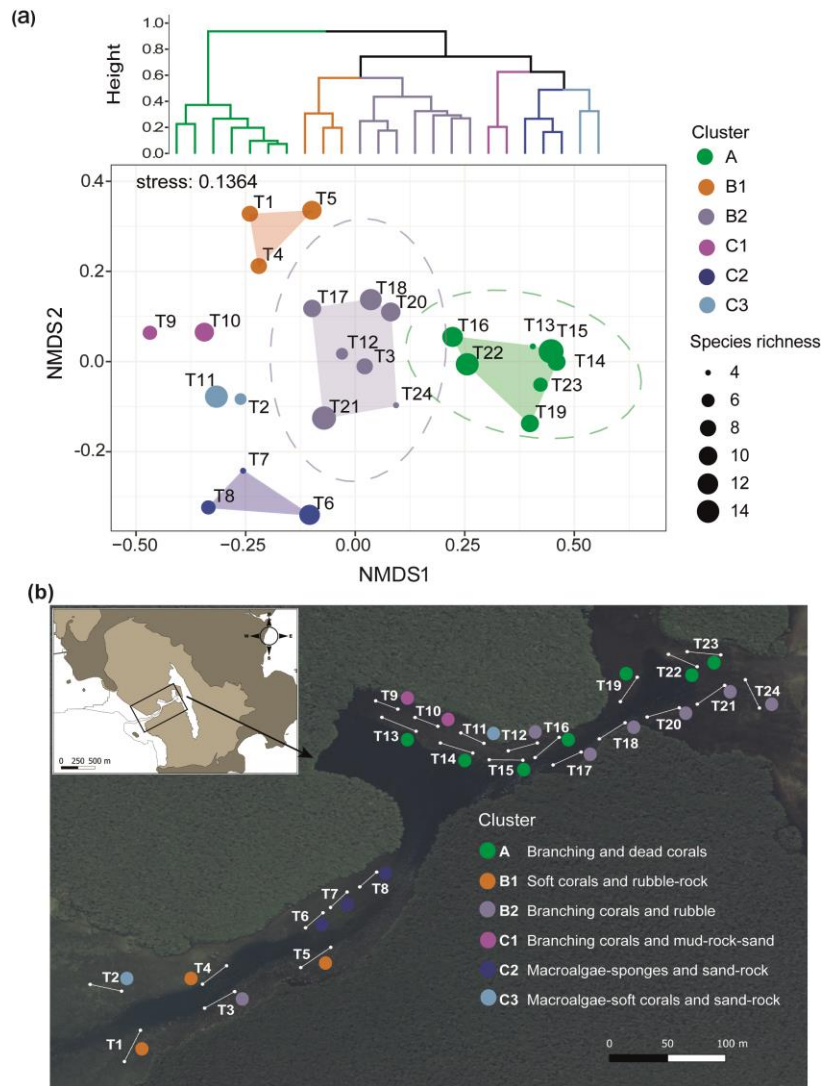 (a)
Height
1.0
0.8
0.6
0.4
0.2
0.0
Cluster
A
B1
B2
C1
C2
C3
Species richness
4
6
8
10
12
14
stress: 0.1364
0.4
0.2
0.0
−0.2
NMDS2
T1
T5
T4
T17
T18
T20
T9
T10
T16
T13
T15
T12
T3
T22
T14
T11
T2
T24
T23
T21
T19
T7
T8
T6
−0.50
−0.25
0.00
0.25
0.50
NMDS1
(b)
0 250 500 m
T23
T22
T19
T24
T21
T20
T18
T9
T10
T11
T12
T16
T13
T14
T15
T17
T8
T7
T6
T5
T4
T2
T3
T1
Cluster
A Branching and dead corals
B1 Soft corals and rubble-rock
B2 Branching corals and rubble
C1 Branching corals and mud-rock-sand
C2 Macroalgae-sponges and sand-rock
C3 Macroalgae-soft corals and sand-rock
0 50 100 m